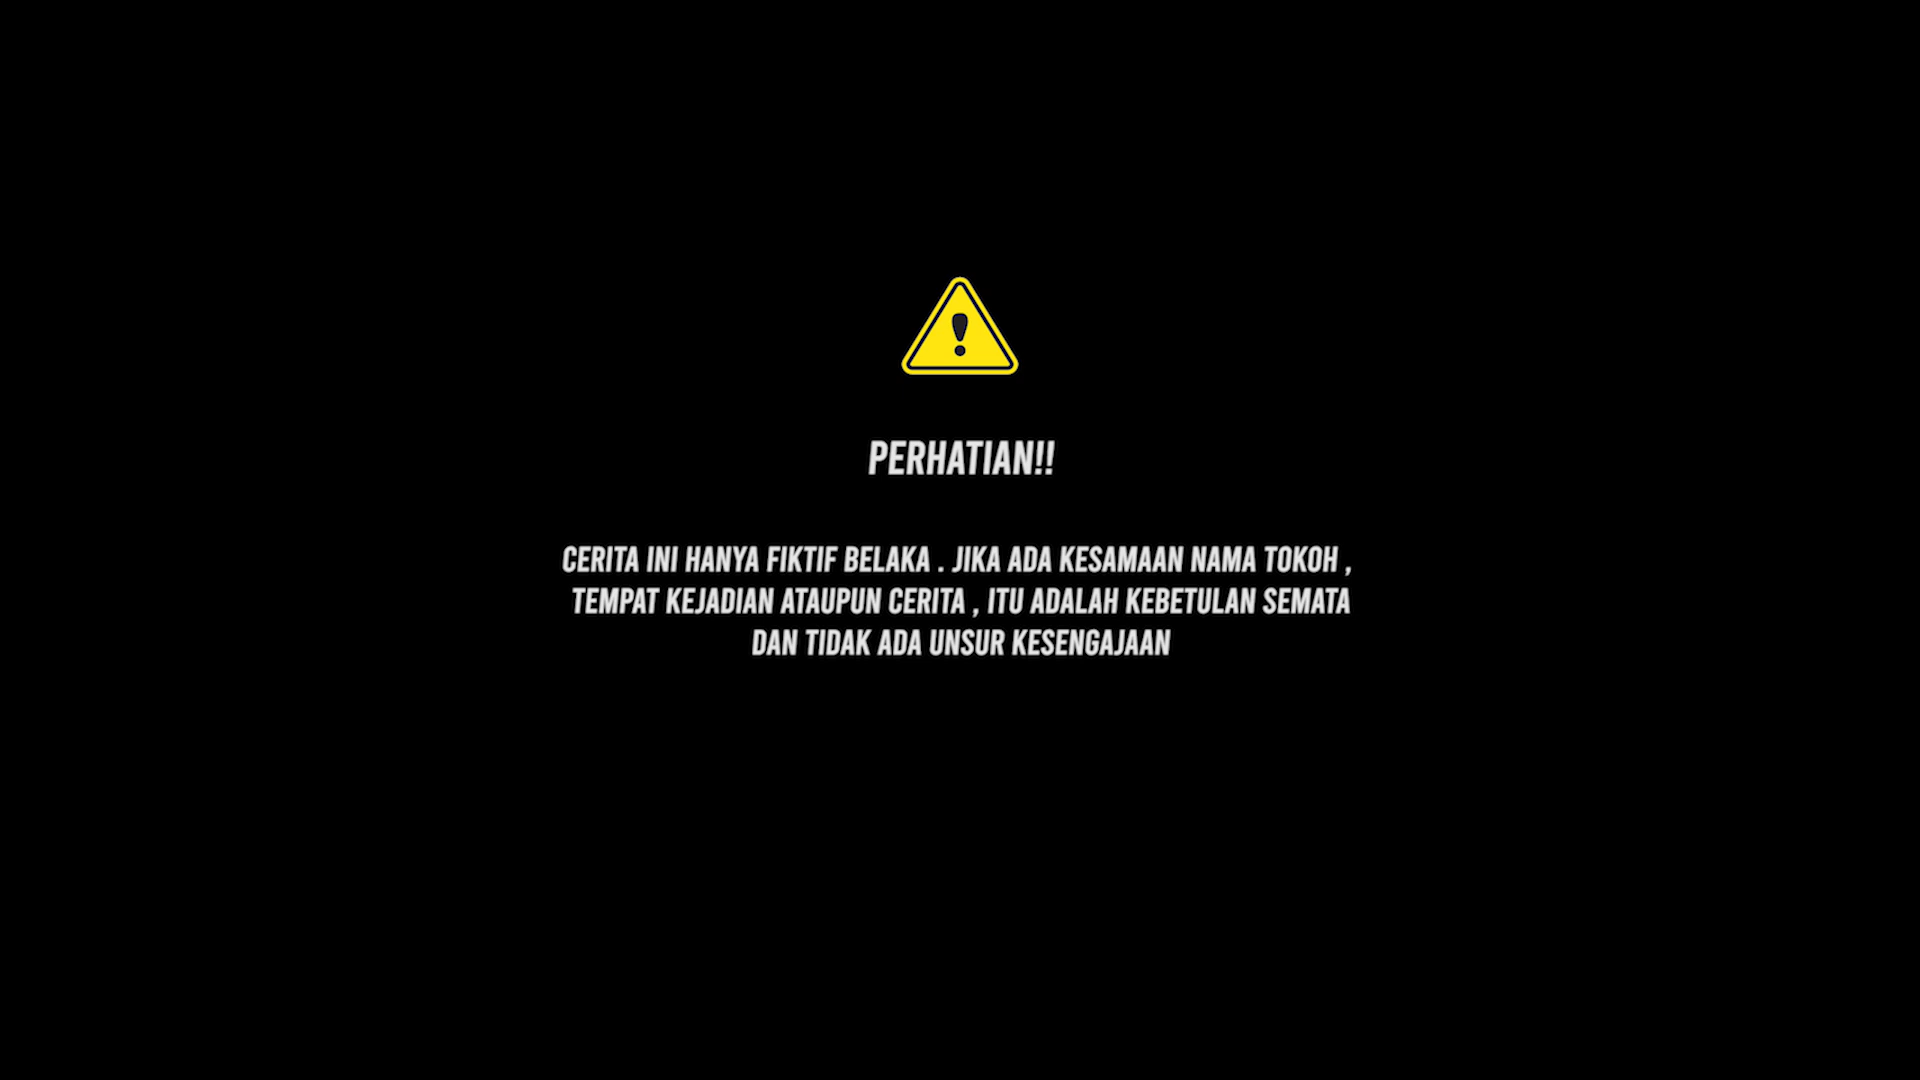 PERHATIAN!!
CERITA INI HANYA FIKTIF BELAKA . JIKA ADA KESAMAAN NAMA TOKOH ,
TEMPAT KEJADIAN ATAUPUN CERITA , ITU ADALAH KEBETULAN SEMATA
DAN TIDAK ADA UNSUR KESENGAJAAN